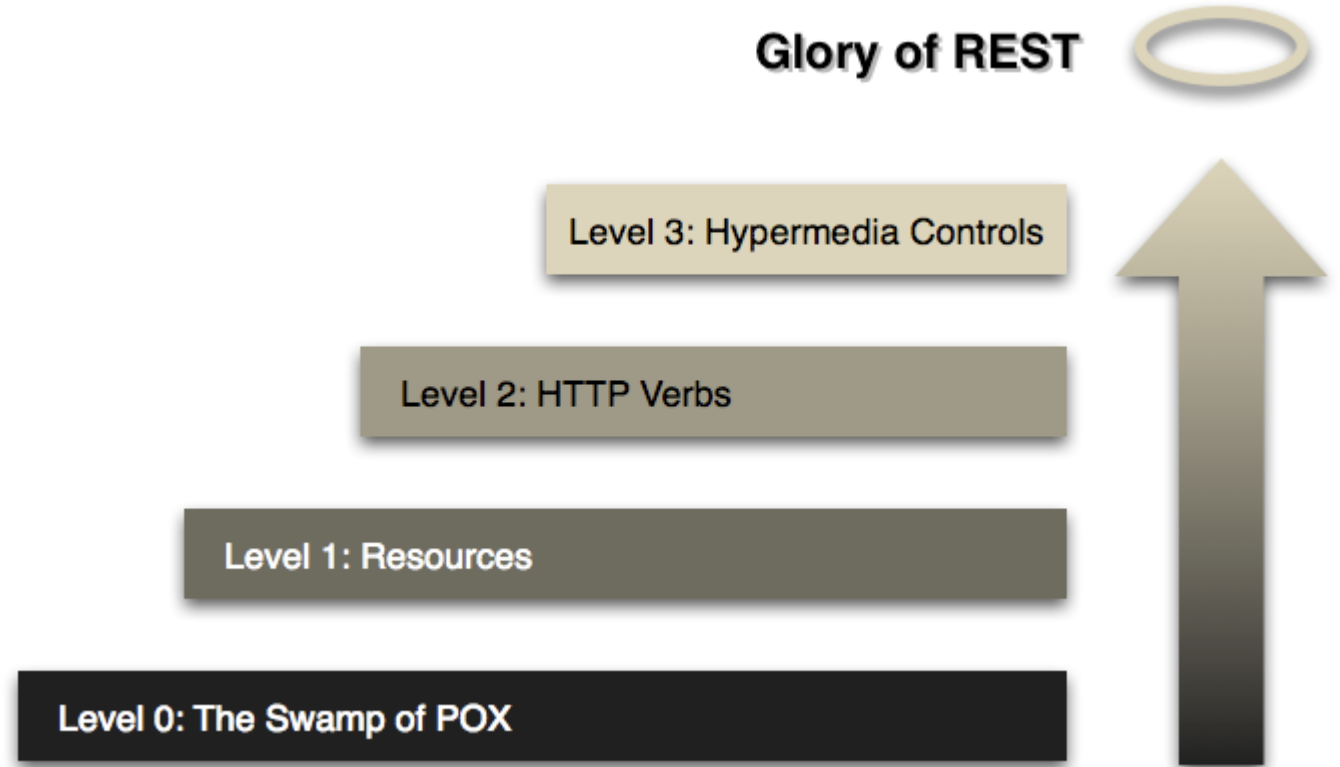 Glory of REST
Level 3: Hypermedia Controls
Level 2: HTTP Verbs
Level 1: Resources
Level 0: The Swamp of POX